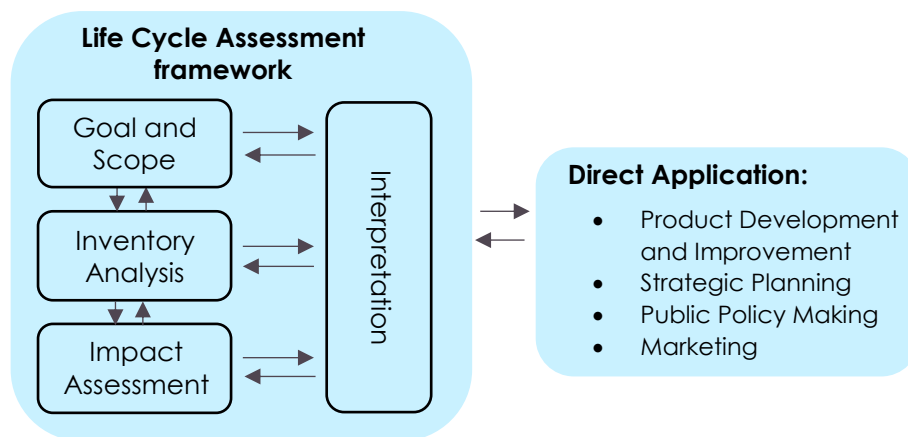 Life Cycle Assessment
framework
Goal and
Scope
Inventory
Analysis
Impact
Assessment
Interpretation
Direct Application:
• Product Development
and Improvement
• Strategic Planning
• Public Policy Making
• Marketing